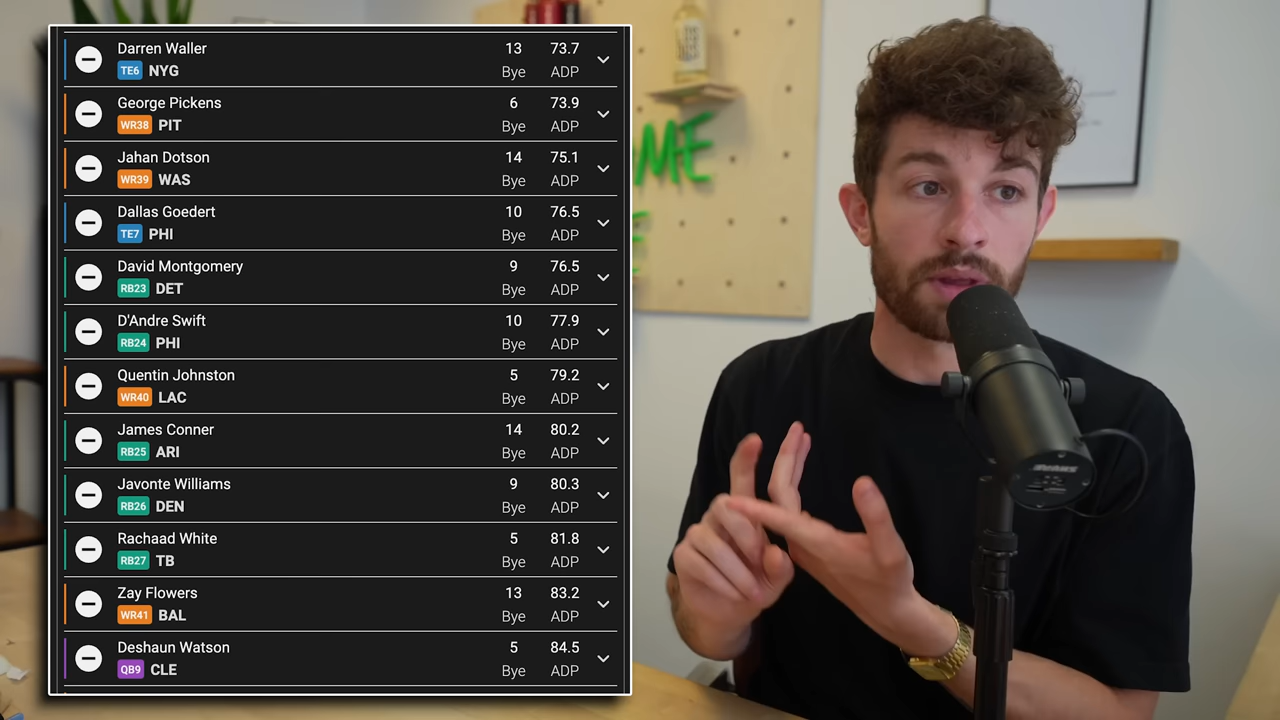 Darren Waller 13 73.7
TE6 NYG Bye ADP
George Pickens 6 73.9
WR38 PIT Bye ADP
Jahan Dotson 14 75.1
WR39 WAS Bye ADP
Dallas Goedert 10 76.5
TE7 PHI Bye ADP
David Montgomery 9 76.5
RB23 DET Bye ADP
D'Andre Swift 10 77.9
RB24 PHI Bye ADP
Quentin Johnston 5 79.2
WR40 LAC Bye ADP
James Conner 14 80.2
RB25 ARI Bye ADP
Javonte Williams 9 80.3
RB26 DEN Bye ADP
Rachaad White 5 81.8
RB27 TB Bye ADP
Zay Flowers 13 83.2
WR41 BAL Bye ADP
Deshaun Watson 5 84.5
QB9 CLE Bye ADP
ME
E